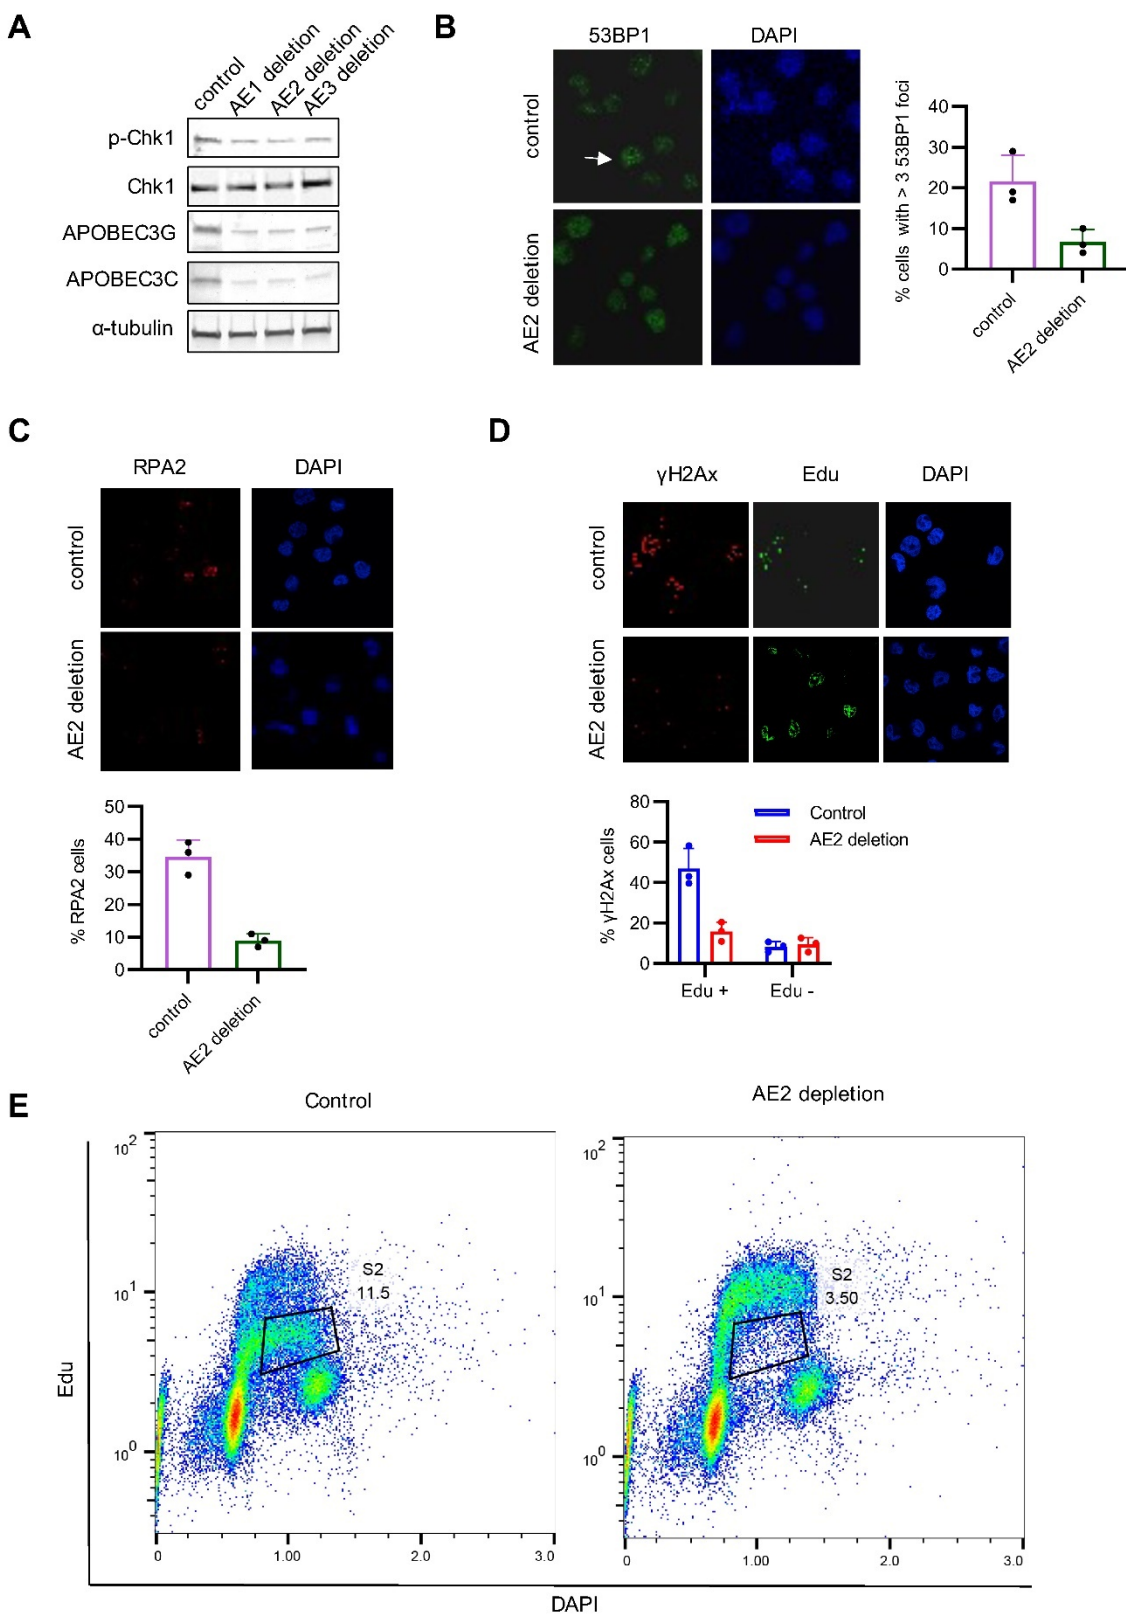 A
control
AE1 deletion
AE2 deletion
AE3 deletion
p-Chk1
Chk1
APOBEC3G
APOBEC3C
α-tubulin
B
53BP1
DAPI
control
AE2 deletion
% cells with > 3 53BP1 foci
40
30
20
10
0
control
AE2 deletion
C
RPA2
DAPI
control
AE2 deletion
% RPA2 cells
50
40
30
20
10
0
control
AE2 deletion
D
γH2Ax
Edu
DAPI
control
AE2 deletion
% γH2Ax cells
80
60
40
20
0
Control
AE2 deletion
Edu +
Edu -
E
Control
AE2 depletion
Edu
10²
10¹
10⁰
S2
11.5
0
1.00
2.0
3.0
10²
10¹
10⁰
S2
3.50
0
1.00
2.0
3.0
DAPI